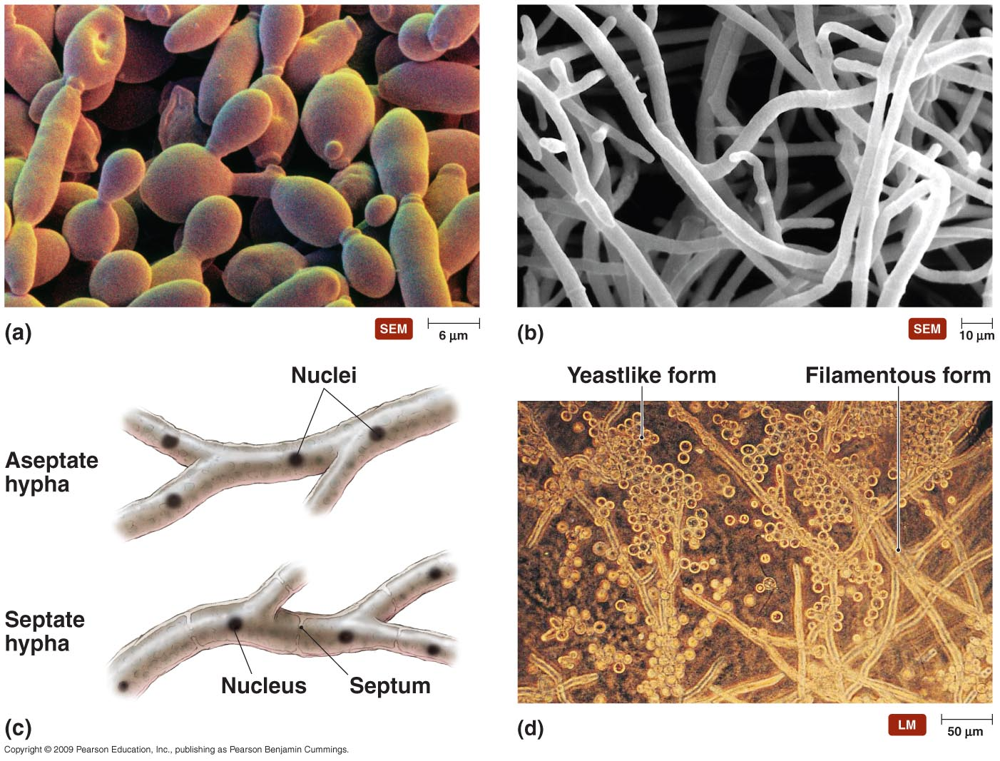 (a)
SEM
6 µm
(b)
SEM
10 µm
Nuclei
Aseptate
hypha
Septate
hypha
Nucleus
Septum
(c)
Yeastlike form
Filamentous form
(d)
LM
50 µm
Copyright © 2009 Pearson Education, Inc., publishing as Pearson Benjamin Cummings.